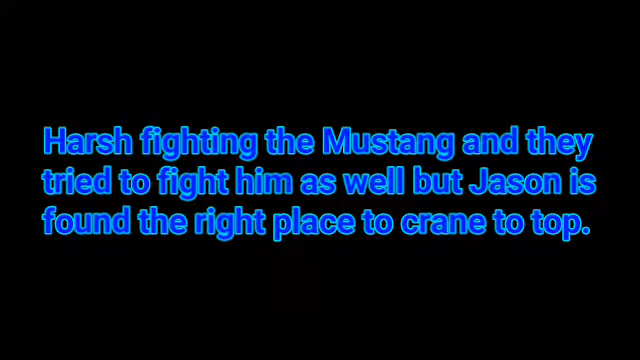 Harsh fighting the Mustang and they
tried to fight him as well but Jason is
found the right place to crane to top.